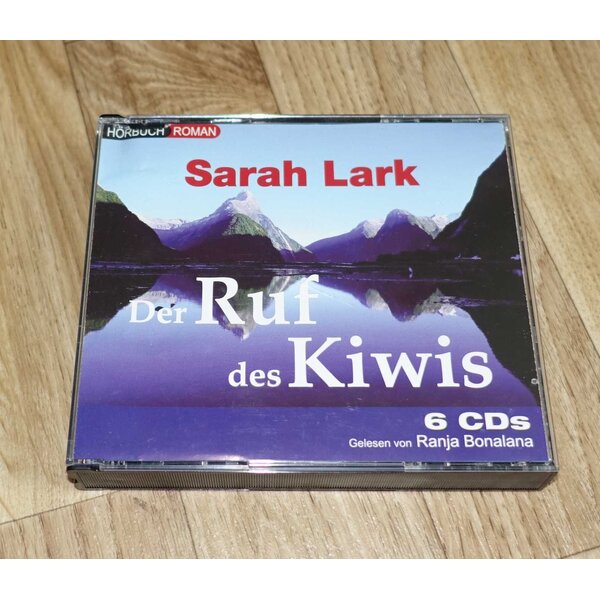 HÖRBUCH ROMAN
Sarah Lark
Der Ruf
des Kiwis
6 CDs
Gelesen von Ranja Bonalana